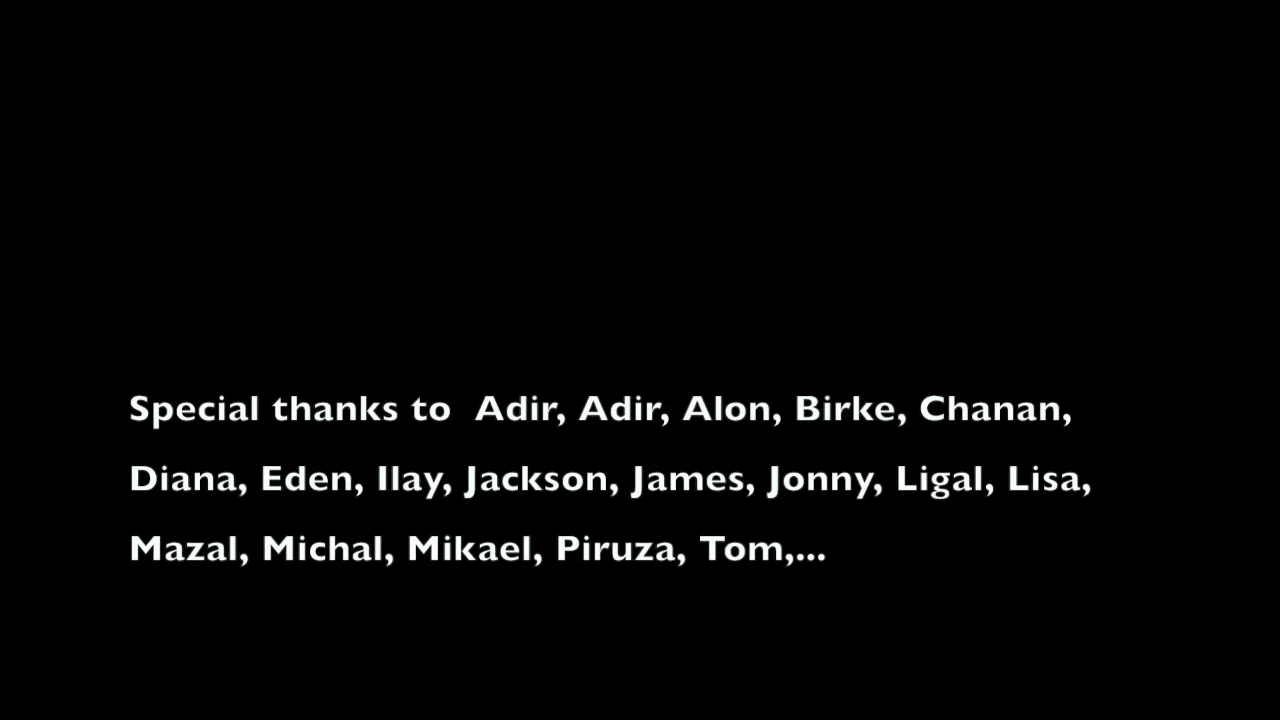 Special thanks to  Adir, Adir, Alon, Birke, Chanan,
Diana, Eden, Ilay, Jackson, James, Jonny, Ligal, Lisa,
Mazal, Michal, Mikael, Piruza, Tom,...